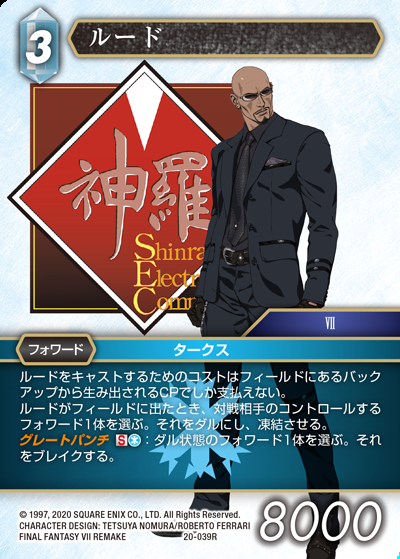 3
ルード
神羅
Shinra
Electr
Comp
VII
フォワード
タークス
ルードをキャストするためのコストはフィールドにあるバック
アップから生み出されるCPでしか支払えない。
ルードがフィールドに出たとき、対戦相手のコントロールする
フォワード1体を選ぶ。それをダルにし、凍結させる。
グレートパンチ S 氷：ダル状態のフォワード1体を選ぶ。それ
をブレイクする。
© 1997, 2020 SQUARE ENIX CO., LTD. All Rights Reserved.
CHARACTER DESIGN: TETSUYA NOMURA/ROBERTO FERRARI
FINAL FANTASY VII REMAKE
20-039R
8000